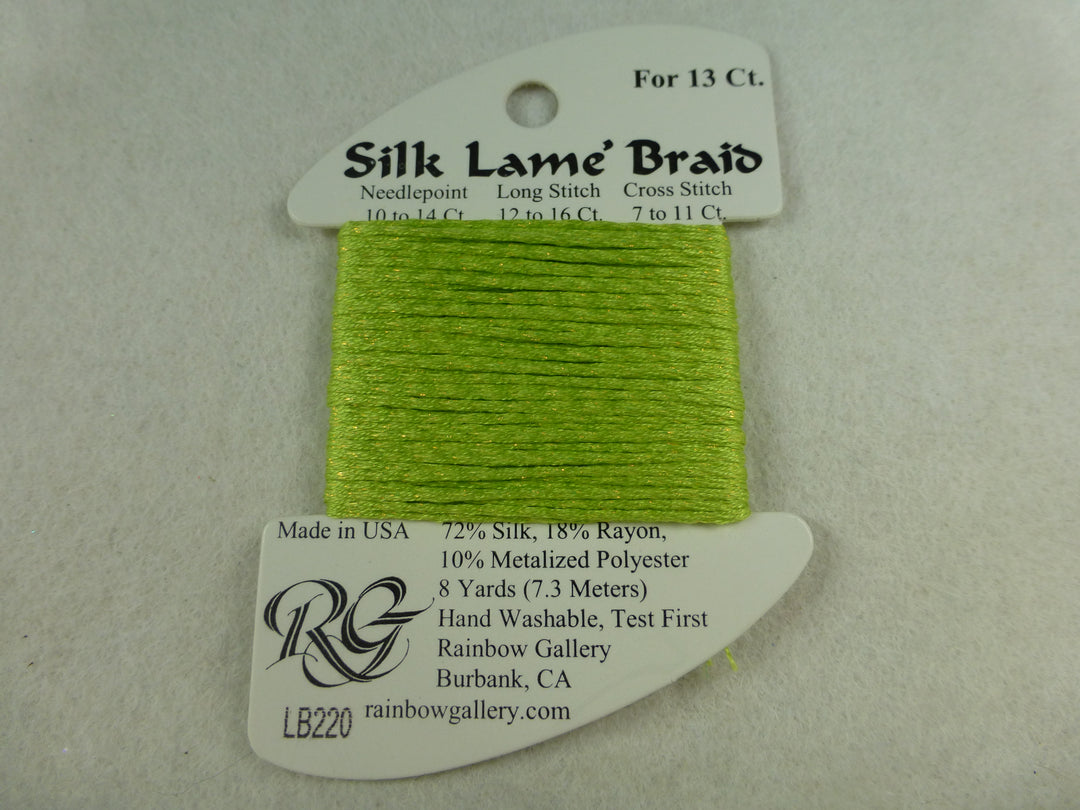 For 13 Ct.
Silk Lame' Braid
Needlepoint Long Stitch Cross Stitch
10 to 14 Ct. 12 to 16 Ct. 7 to 11 Ct.
Made in USA 72% Silk, 18% Rayon,
10% Metalized Polyester
8 Yards (7.3 Meters)
Hand Washable, Test First
RG
Rainbow Gallery
Burbank, CA
LB220 rainbowgallery.com